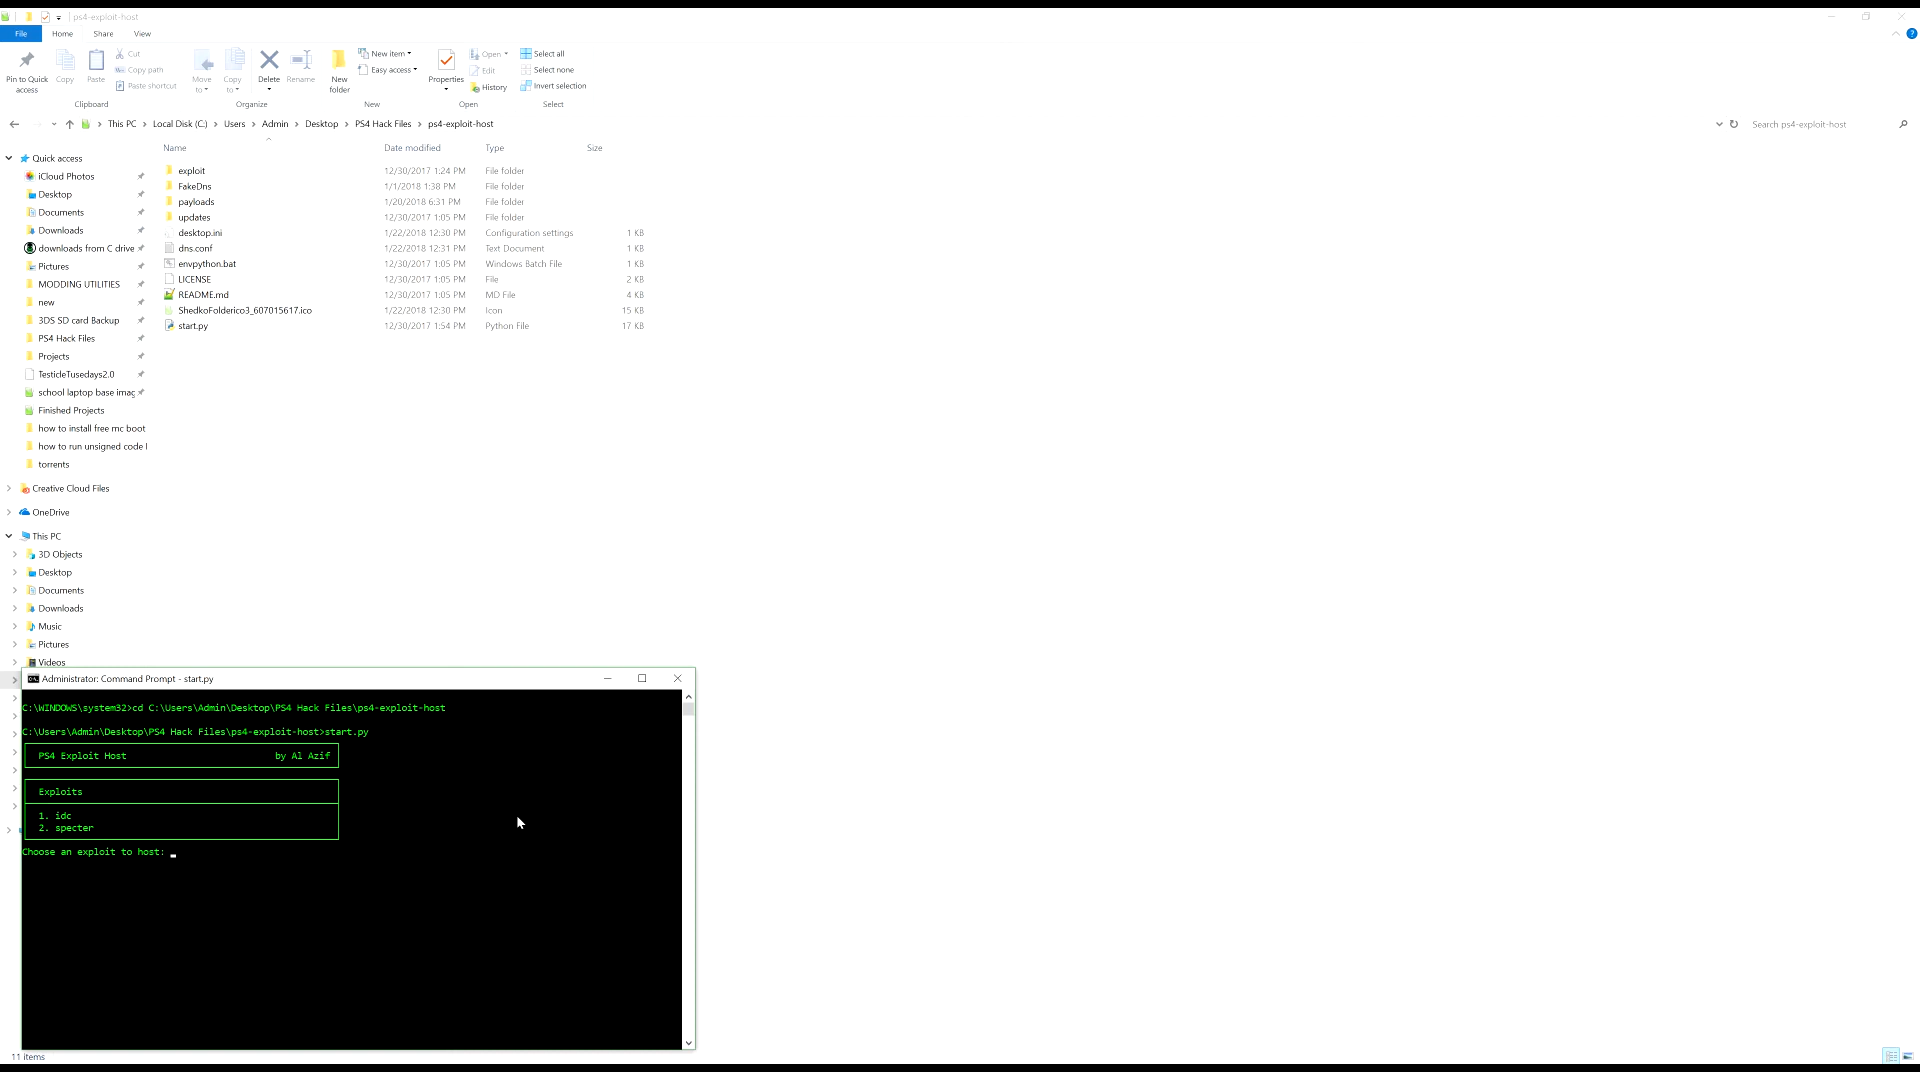 ps4-exploit-host
File Home Share View
Pin to Quick access
Copy
Paste
Cut
Copy path
Paste shortcut
Move to
Copy to
Delete
Rename
New folder
New item
Easy access
Properties
Open
Edit
History
Select all
Select none
Invert selection
Clipboard Organize New Open Select
This PC > Local Disk (C:) > Users > Admin > Desktop > PS4 Hack Files > ps4-exploit-host
Search ps4-exploit-host
Name Date modified Type Size
exploit 12/30/2017 1:24 PM File folder
FakeDns 1/1/2018 1:38 PM File folder
payloads 1/20/2018 6:31 PM File folder
updates 12/30/2017 1:05 PM File folder
desktop.ini 1/22/2018 12:30 PM Configuration settings 1 KB
dns.conf 1/22/2018 12:31 PM Text Document 1 KB
envpython.bat 12/30/2017 1:05 PM Windows Batch File 1 KB
LICENSE 12/30/2017 1:05 PM File 2 KB
README.md 12/30/2017 1:05 PM MD File 4 KB
ShedkoFolderico3_607015617.ico 1/22/2018 12:30 PM Icon 15 KB
start.py 12/30/2017 1:54 PM Python File 17 KB
Quick access
iCloud Photos
Desktop
Documents
Downloads
downloads from C drive
Pictures
MODDING UTILITIES
new
3DS SD card Backup
PS4 Hack Files
Projects
TesticleTusedays2.0
school laptop base imag
Finished Projects
how to install free mc boot
how to run unsigned code
torrents
Creative Cloud Files
OneDrive
This PC
3D Objects
Desktop
Documents
Downloads
Music
Pictures
Videos
Administrator: Command Prompt - start.py
C:\WINDOWS\system32>cd C:\Users\Admin\Desktop\PS4 Hack Files\ps4-exploit-host
C:\Users\Admin\Desktop\PS4 Hack Files\ps4-exploit-host>start.py
PS4 Exploit Host by Al Azif
Exploits
1. idc
2. specter
Choose an exploit to host:
11 items